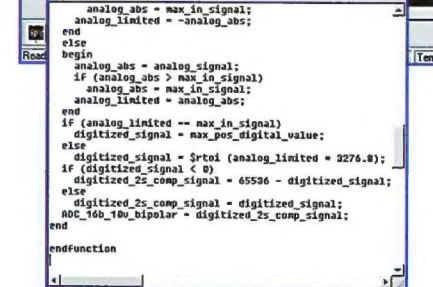 analog_abs = max_in_signal;
analog_limited = -analog_abs;
end
else
begin
analog_abs = analog_signal;
if (analog_abs > max_in_signal)
analog_abs = max_in_signal;
analog_limited = analog_abs;
end
if (analog_limited == max_in_signal)
digitized_signal = max_pos_digital_value;
else
digitized_signal = $rtoi (analog_limited * 3276.8);
if (digitized_signal < 0)
digitized_2s_comp_signal = 65536 - digitized_signal;
else
digitized_2s_comp_signal = digitized_signal;
ADC_16b_10v_bipolar = digitized_2s_comp_signal;
end
endfunction
Read
Tem